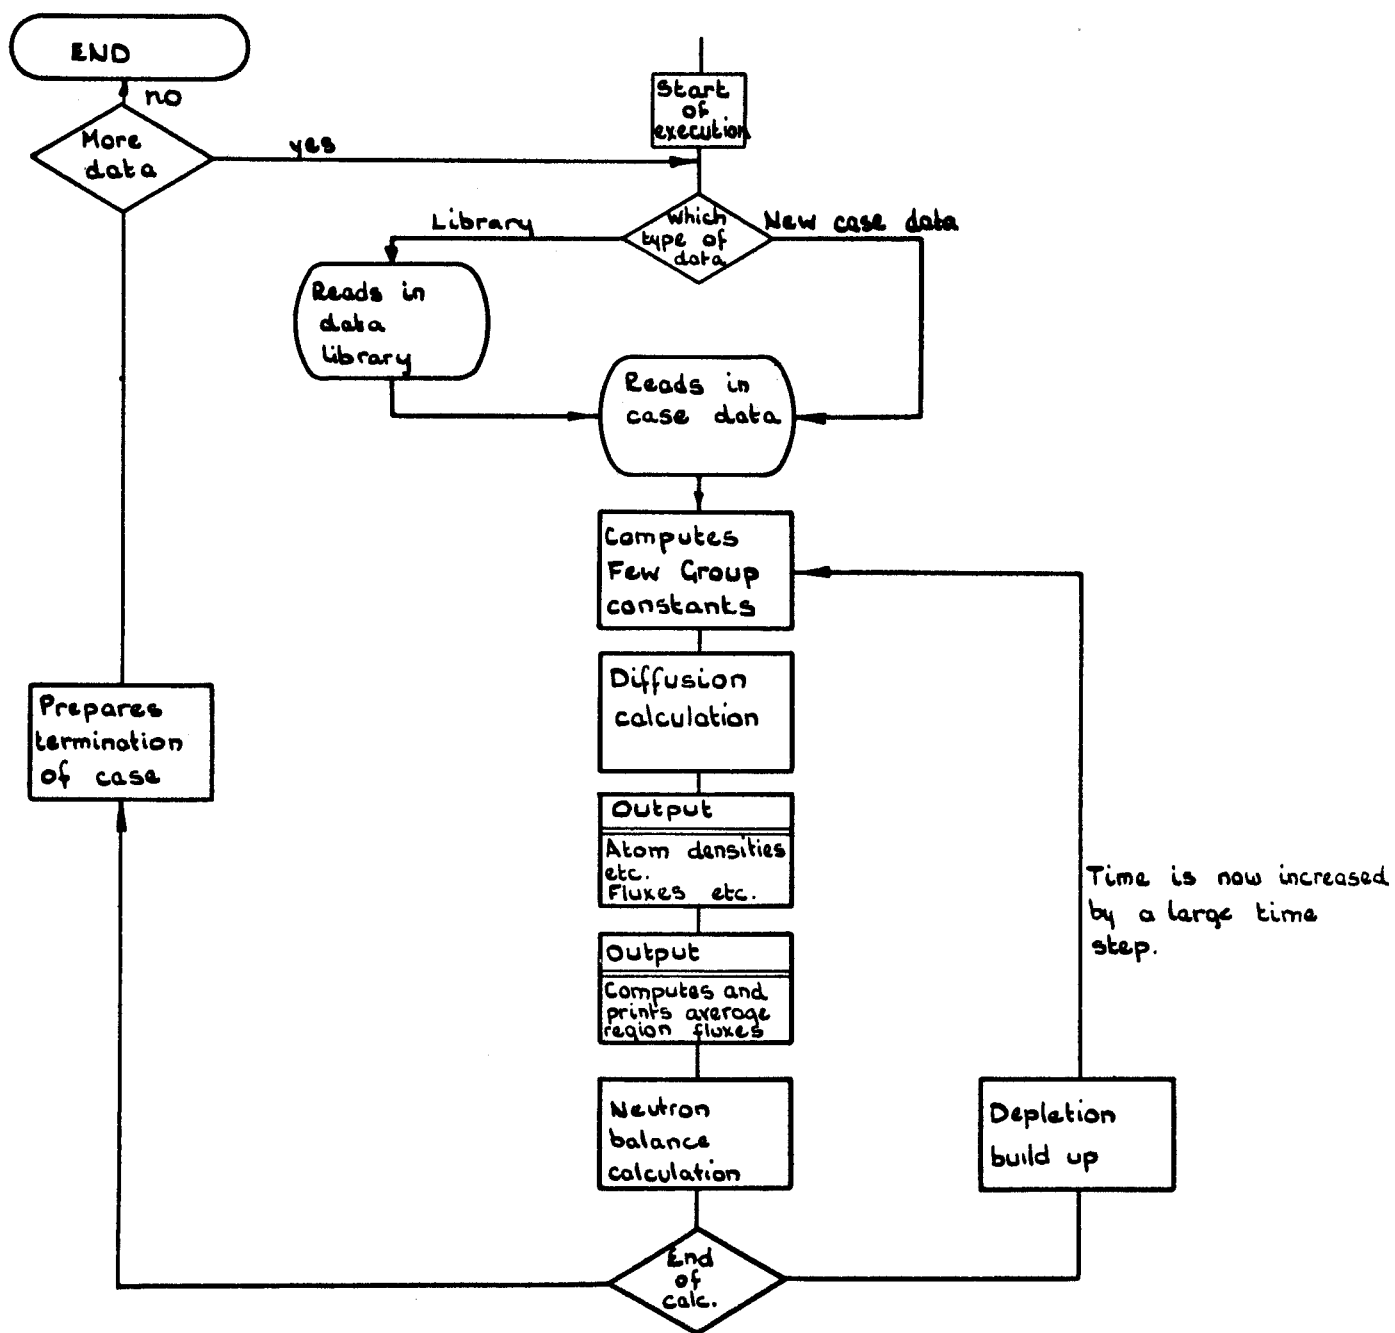 END
no
More
data
yes
Start
of
execution
Which
type of
data
Library
New case data
Reads in
data
library
Reads in
case data
Computes
Few Group
constants
Diffusion
calculation
Prepares
termination
of case
Output
Atom densities
etc.
Fluxes etc.
Time is now increased
by a large time
step.
Output
Computes and
prints average
region fluxes
Neutron
balance
calculation
Depletion
build up
End
of
calc.